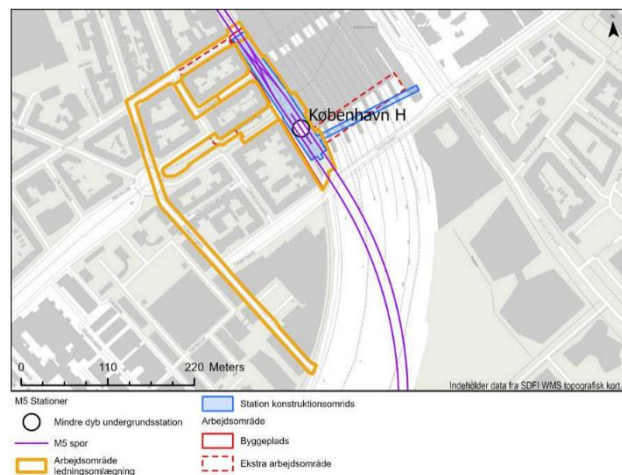 N
København H
0 110 220 Meters
Indeholder data fra SDFI WMS topografisk kort
M5 Stationer
Mindre dyb undergrundsstation
M5 spor
Arbejdsområde
ledningsomlægning
Station konstruktionsomrids
Arbejdsområde
Byggeplads
Ekstra arbejdsområde